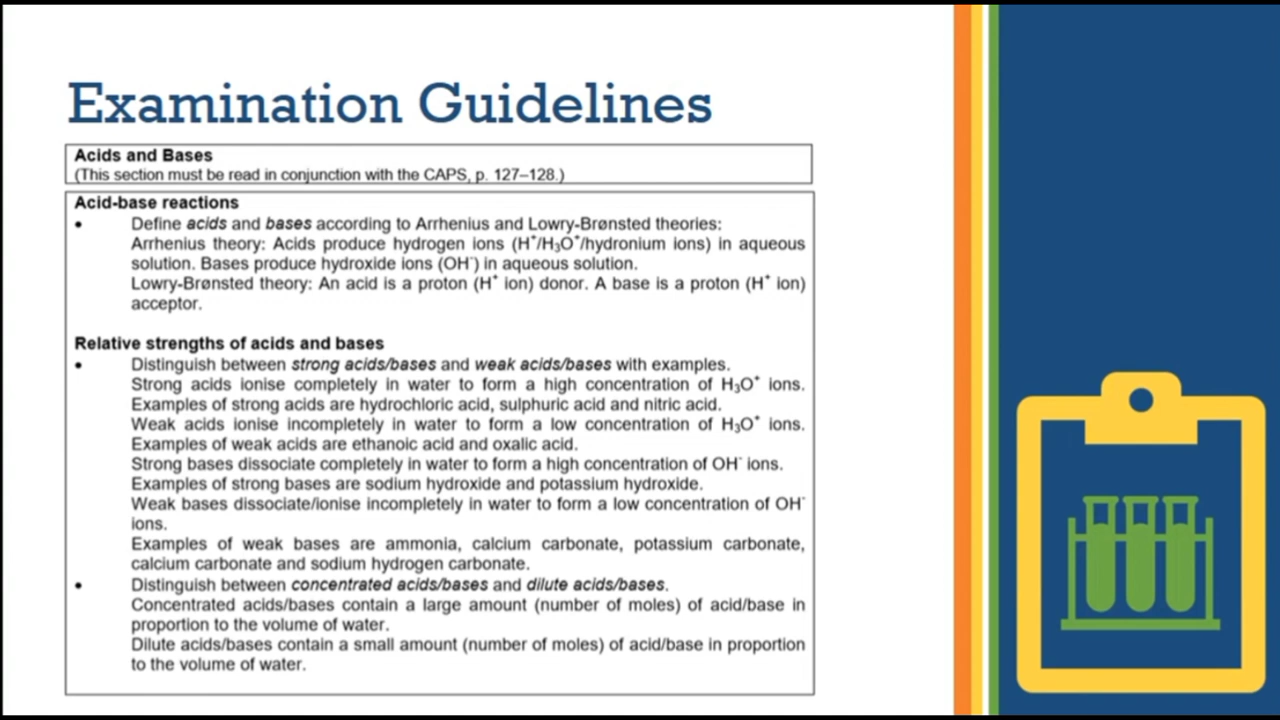 Examination Guidelines
Acids and Bases
(This section must be read in conjunction with the CAPS, p. 127–128.)
Acid-base reactions
• Define acids and bases according to Arrhenius and Lowry-Brønsted theories:
Arrhenius theory: Acids produce hydrogen ions (H⁺/H₃O⁺/hydronium ions) in aqueous
solution. Bases produce hydroxide ions (OH⁻) in aqueous solution.
Lowry-Brønsted theory: An acid is a proton (H⁺ ion) donor. A base is a proton (H⁺ ion)
acceptor.
Relative strengths of acids and bases
• Distinguish between strong acids/bases and weak acids/bases with examples.
Strong acids ionise completely in water to form a high concentration of H₃O⁺ ions.
Examples of strong acids are hydrochloric acid, sulphuric acid and nitric acid.
Weak acids ionise incompletely in water to form a low concentration of H₃O⁺ ions.
Examples of weak acids are ethanoic acid and oxalic acid.
Strong bases dissociate completely in water to form a high concentration of OH⁻ ions.
Examples of strong bases are sodium hydroxide and potassium hydroxide.
Weak bases dissociate/ionise incompletely in water to form a low concentration of OH⁻
ions.
Examples of weak bases are ammonia, calcium carbonate, potassium carbonate,
calcium carbonate and sodium hydrogen carbonate.
• Distinguish between concentrated acids/bases and dilute acids/bases.
Concentrated acids/bases contain a large amount (number of moles) of acid/base in
proportion to the volume of water.
Dilute acids/bases contain a small amount (number of moles) of acid/base in proportion
to the volume of water.